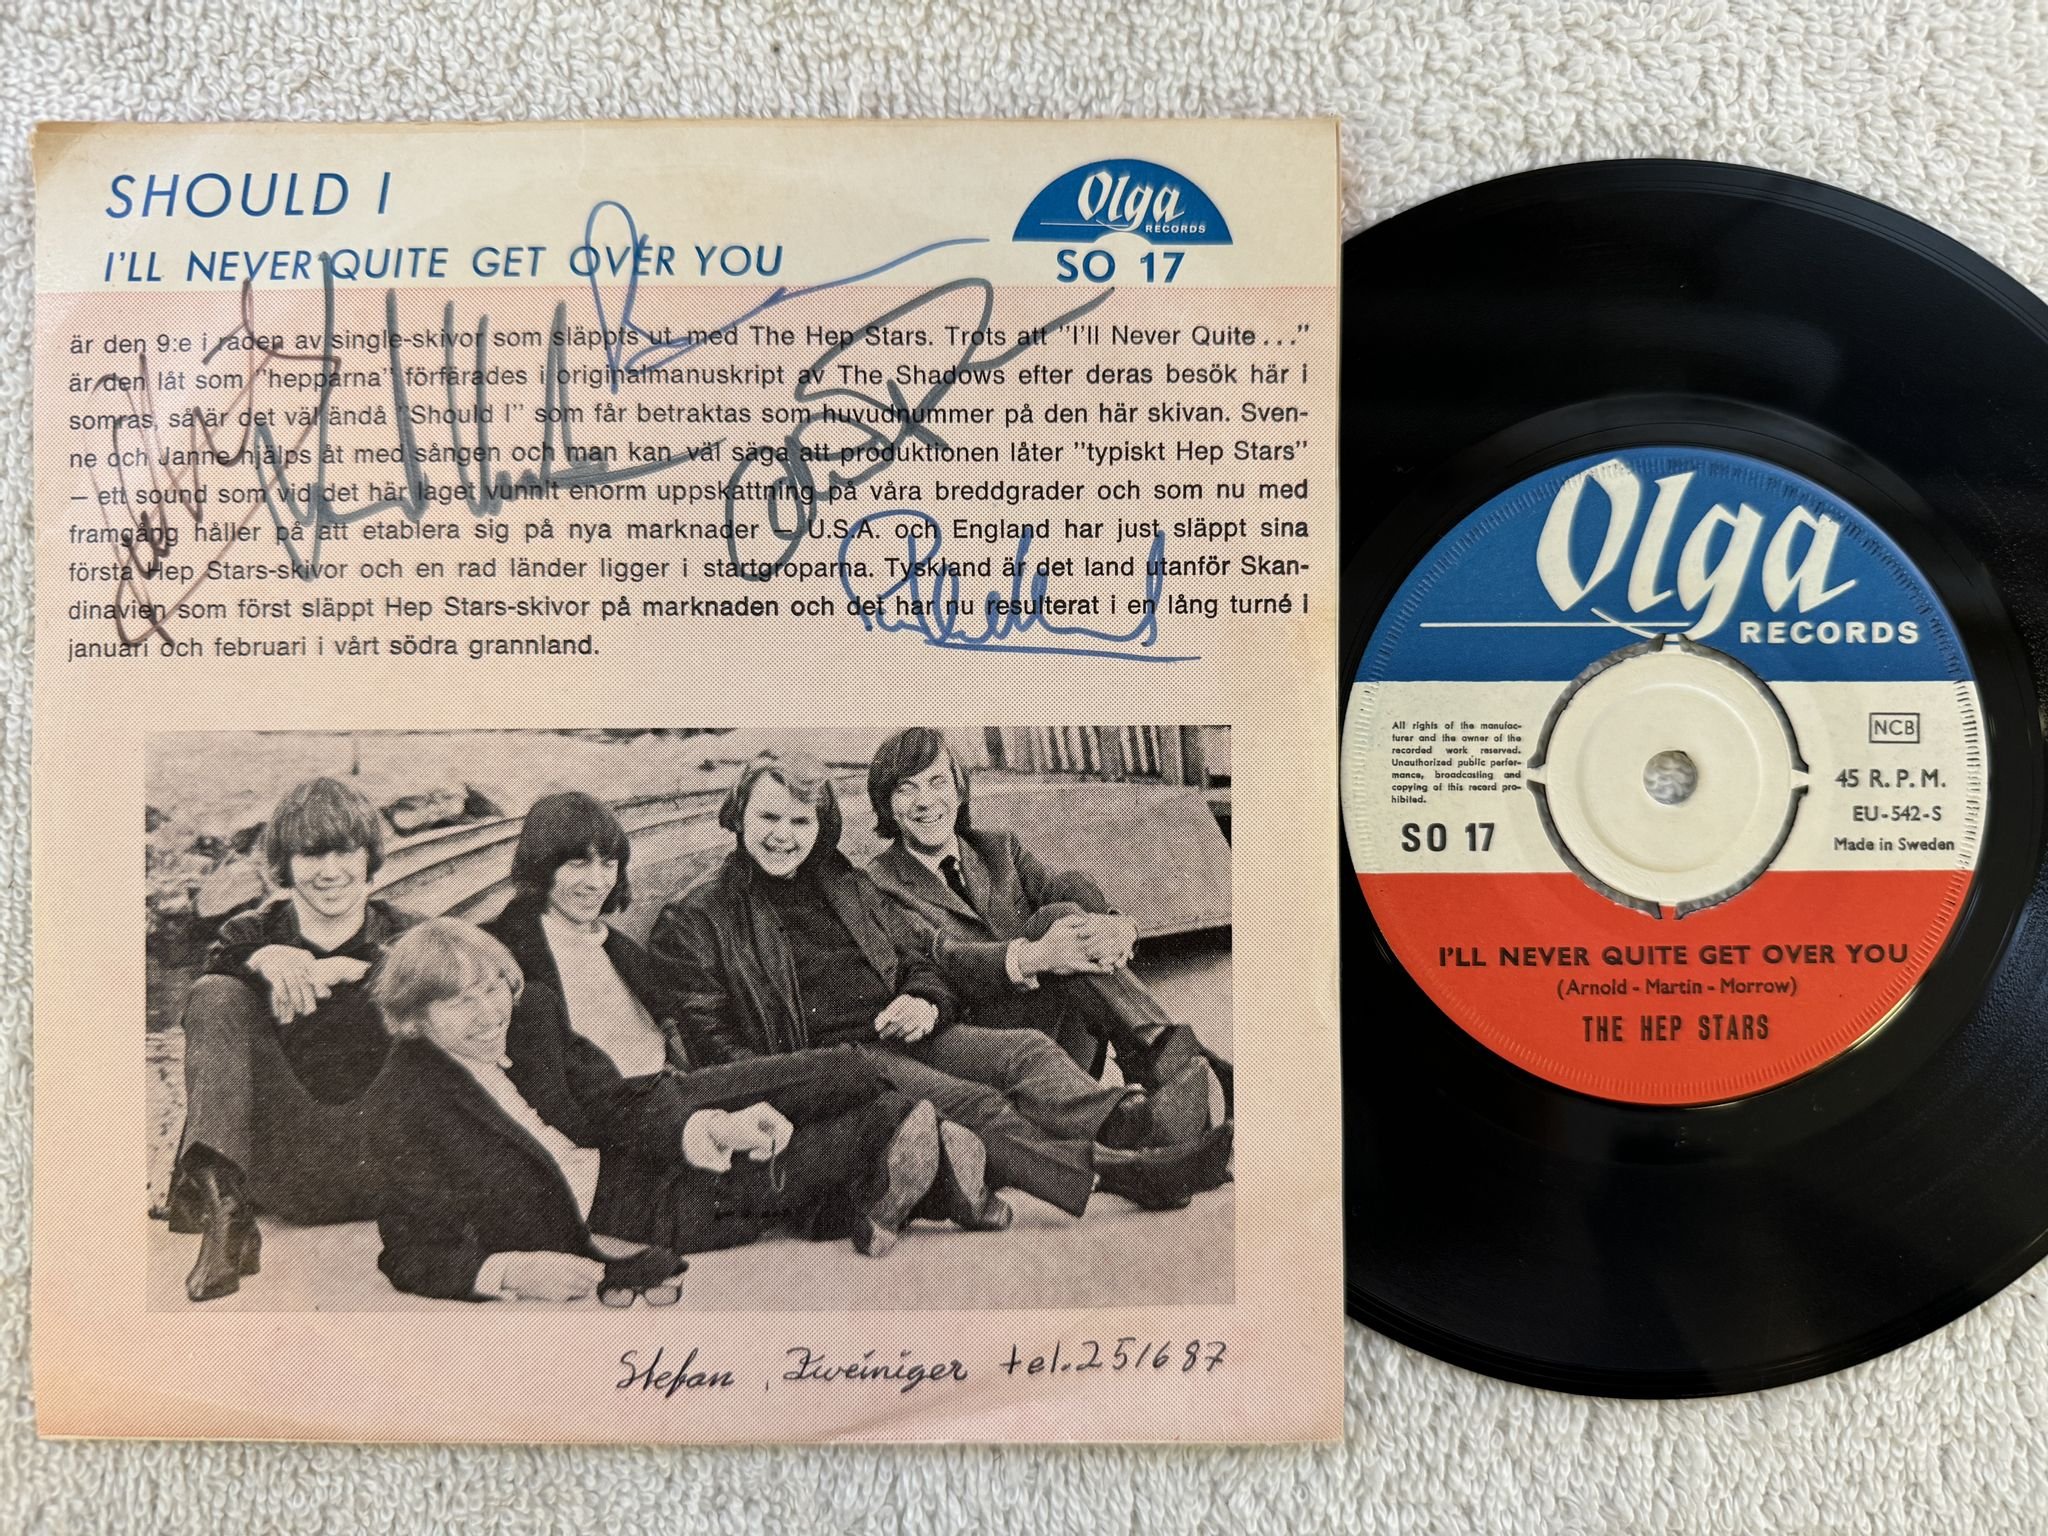 SHOULD I
I'LL NEVER QUITE GET OVER YOU
Olga
RECORDS
SO 17
är den 9:e i raden av single-skivor som släppts ut med The Hep Stars. Trots att "I'll Never Quite..."
är den låt som "hepparna" förfärades i originalmanuskript av The Shadows efter deras besök här i
somras, så är det väl ändå "Should I" som får betraktas som huvudnummer på den här skivan. Sven-
ne och Janne hjälps åt med sången och man kan väl säga att produktionen låter "typiskt Hep Stars"
– ett sound som vid det här laget vunnit enorm uppskattning på våra breddgrader och som nu med
framgång håller på att etablera sig på nya marknader – U.S.A. och England har just släppt sina
första Hep Stars-skivor och en rad länder ligger i startgroparna. Tyskland är det land utanför Skan-
dinavien som först släppt Hep Stars-skivor på marknaden och det har nu resulterat i en lång turné i
januari och februari i vårt södra grannland.
Stefan Zweiniger tel.251687
Olga
RECORDS
All rights of the manufac-
turer and the owner of the
recorded work reserved.
Unauthorized public perfor-
mance, broadcasting and
copying of this record pro-
hibited.
SO 17
NCB
45 R.P.M.
EU-542-S
Made in Sweden
I'LL NEVER QUITE GET OVER YOU
(Arnold - Martin - Morrow)
THE HEP STARS